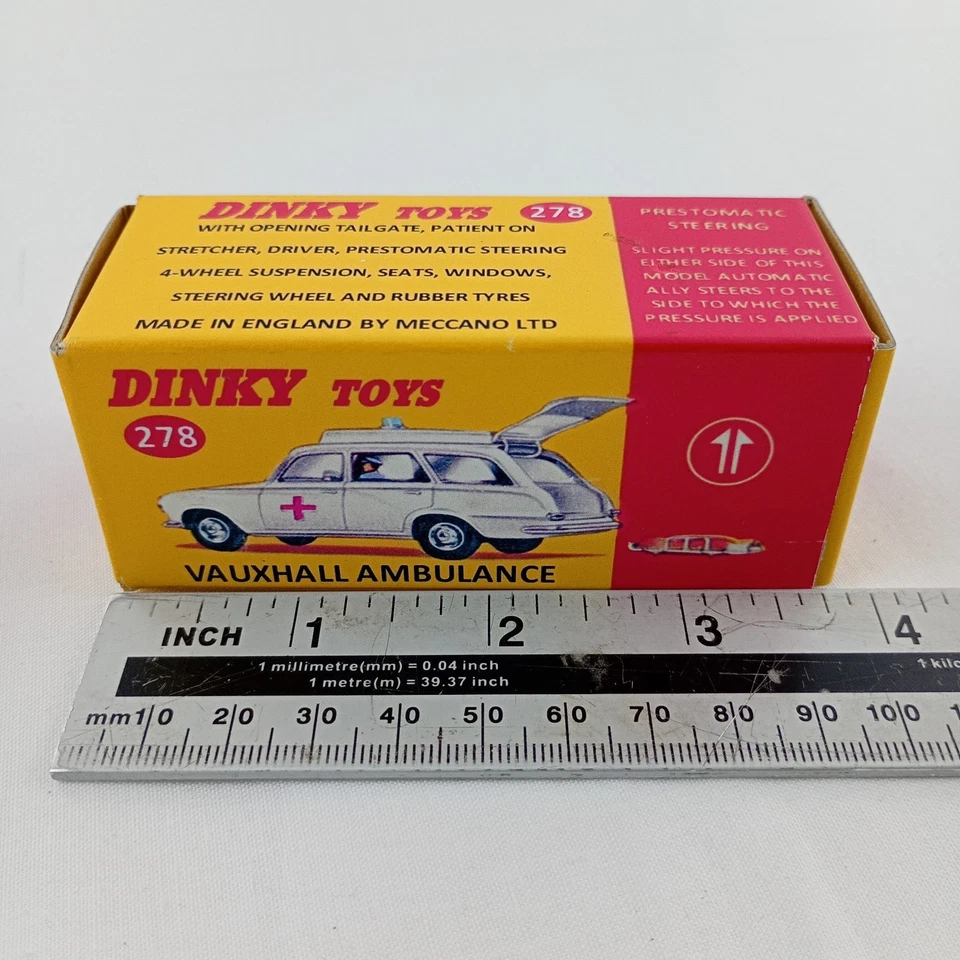 DINKY TOYS 278
WITH OPENING TAILGATE, PATIENT ON
STRETCHER, DRIVER, PRESTOMATIC STEERING
4-WHEEL SUSPENSION, SEATS, WINDOWS,
STEERING WHEEL AND RUBBER TYRES
MADE IN ENGLAND BY MECCANO LTD
PRESTOMATIC
STEERING
SLIGHT PRESSURE ON
EITHER SIDE OF THIS
MODEL AUTOMATIC
ALLY STEERS TO THE
SIDE TO WHICH THE
PRESSURE IS APPLIED
DINKY TOYS
278
VAUXHALL AMBULANCE
INCH 1 2 3 4
1 millimetre(mm) = 0.04 inch
1 metre(m) = 39.37 inch
mm 10 20 30 40 50 60 70 80 90 100